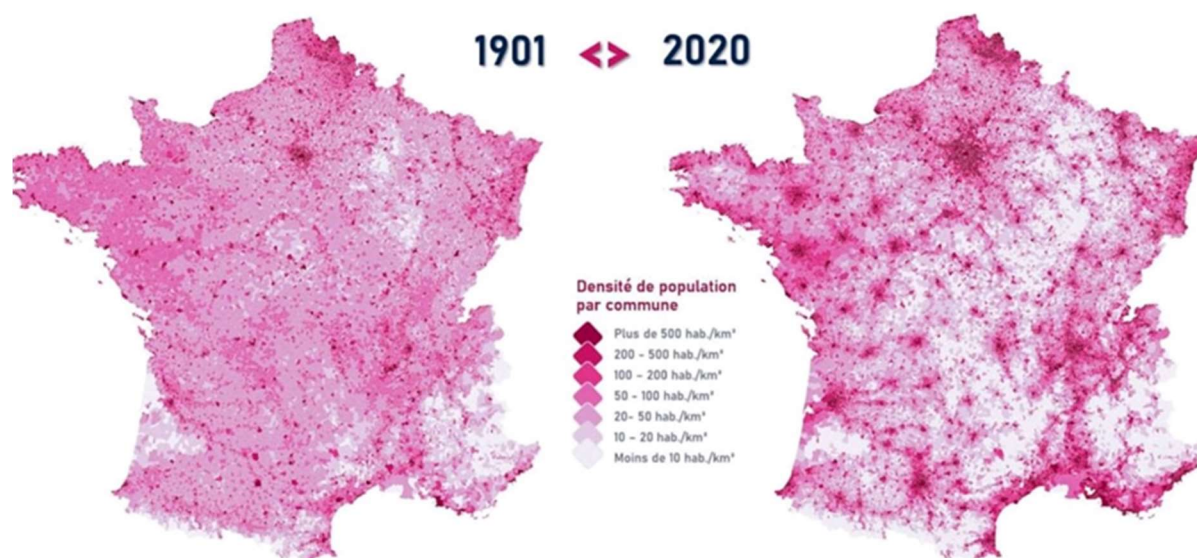 1901 <> 2020
Densité de population
par commune
Plus de 500 hab./km²
200 - 500 hab./km²
100 - 200 hab./km²
50 - 100 hab./km²
20- 50 hab./km²
10 - 20 hab./km²
Moins de 10 hab./km²